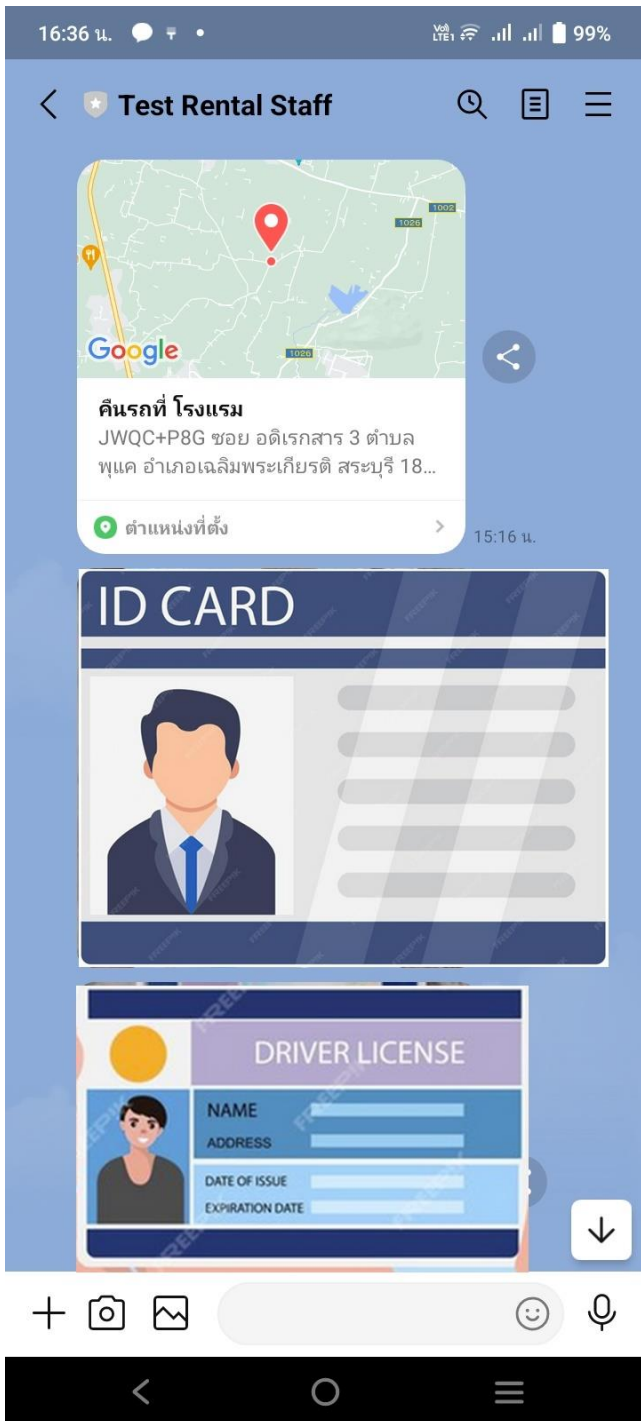 16:36 น.
Vo) LTE1 99%
Test Rental Staff
1002
1026
1026
Google
คืนรถที่ โรงแรม
JWQC+P8G ซอย อดิเรกสาร 3 ตำบล
พุแค อำเภอเฉลิมพระเกียรติ สระบุรี 18...
ตำแหน่งที่ตั้ง
15:16 น.
ID CARD
DRIVER LICENSE
NAME
ADDRESS
DATE OF ISSUE
EXPIRATION DATE
FREEPIK